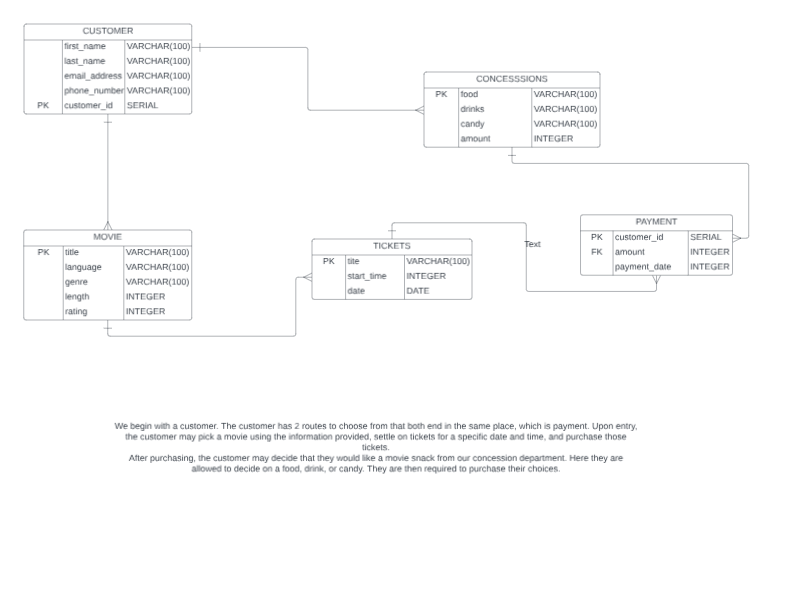 CUSTOMER
first_name VARCHAR(100)
last_name VARCHAR(100)
email_address VARCHAR(100)
phone_number VARCHAR(100)
PK customer_id SERIAL
CONCESSSIONS
PK food VARCHAR(100)
drinks VARCHAR(100)
candy VARCHAR(100)
amount INTEGER
MOVIE
PK title VARCHAR(100)
language VARCHAR(100)
genre VARCHAR(100)
length INTEGER
rating INTEGER
TICKETS
PK tite VARCHAR(100)
start_time INTEGER
date DATE
Text
PAYMENT
PK customer_id SERIAL
FK amount INTEGER
payment_date INTEGER
We begin with a customer. The customer has 2 routes to choose from that both end in the same place, which is payment. Upon entry,
the customer may pick a movie using the information provided, settle on tickets for a specific date and time, and purchase those
tickets.
After purchasing, the customer may decide that they would like a movie snack from our concession department. Here they are
allowed to decide on a food, drink, or candy. They are then required to purchase their choices.